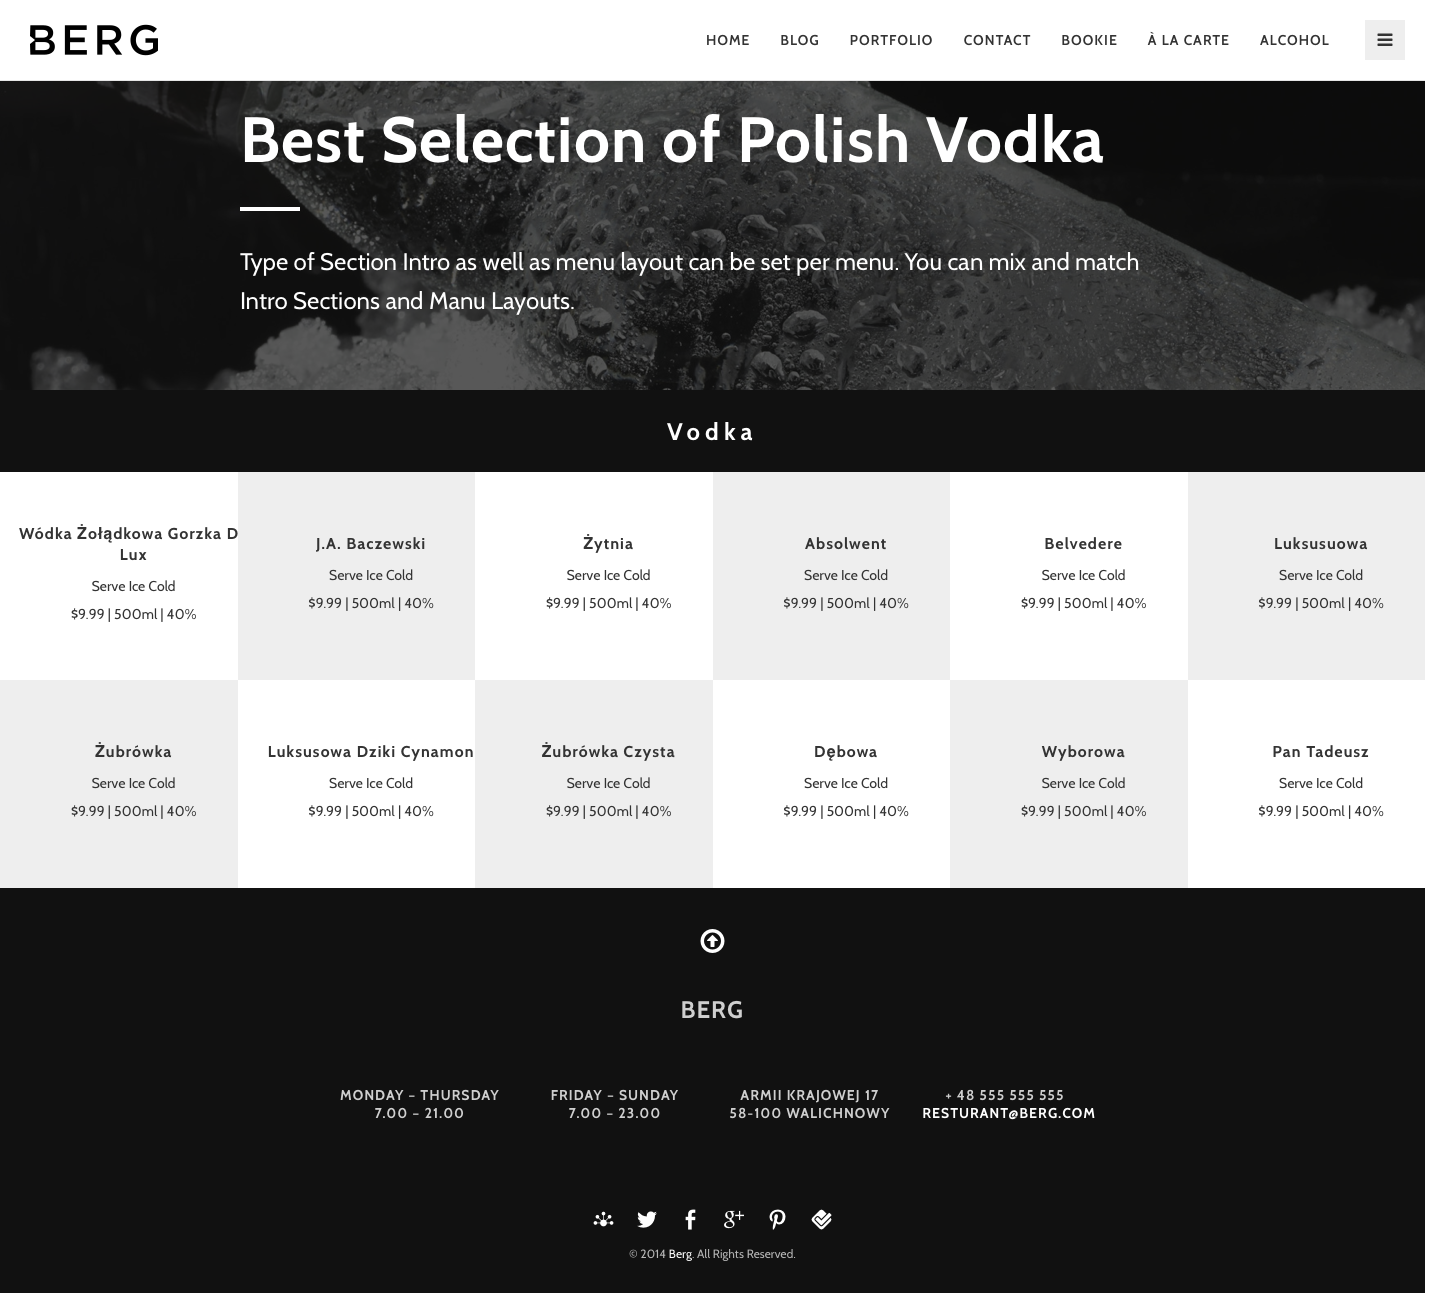 BERG
HOME BLOG PORTFOLIO CONTACT BOOKIE À LA CARTE ALCOHOL
Best Selection of Polish Vodka
Type of Section Intro as well as menu layout can be set per menu. You can mix and match
Intro Sections and Manu Layouts.
Vodka
Wódka Żołądkowa Gorzka D
Lux
Serve Ice Cold
$9.99 | 500ml | 40%
J.A. Baczewski
Serve Ice Cold
$9.99 | 500ml | 40%
Żytnia
Serve Ice Cold
$9.99 | 500ml | 40%
Absolwent
Serve Ice Cold
$9.99 | 500ml | 40%
Belvedere
Serve Ice Cold
$9.99 | 500ml | 40%
Luksusuowa
Serve Ice Cold
$9.99 | 500ml | 40%
Żubrówka
Serve Ice Cold
$9.99 | 500ml | 40%
Luksusowa Dziki Cynamon
Serve Ice Cold
$9.99 | 500ml | 40%
Żubrówka Czysta
Serve Ice Cold
$9.99 | 500ml | 40%
Dębowa
Serve Ice Cold
$9.99 | 500ml | 40%
Wyborowa
Serve Ice Cold
$9.99 | 500ml | 40%
Pan Tadeusz
Serve Ice Cold
$9.99 | 500ml | 40%
BERG
MONDAY – THURSDAY
7.00 – 21.00
FRIDAY – SUNDAY
7.00 – 23.00
ARMII KRAJOWEJ 17
58-100 WALICHNOWY
+ 48 555 555 555
RESTURANT@BERG.COM
© 2014 Berg. All Rights Reserved.